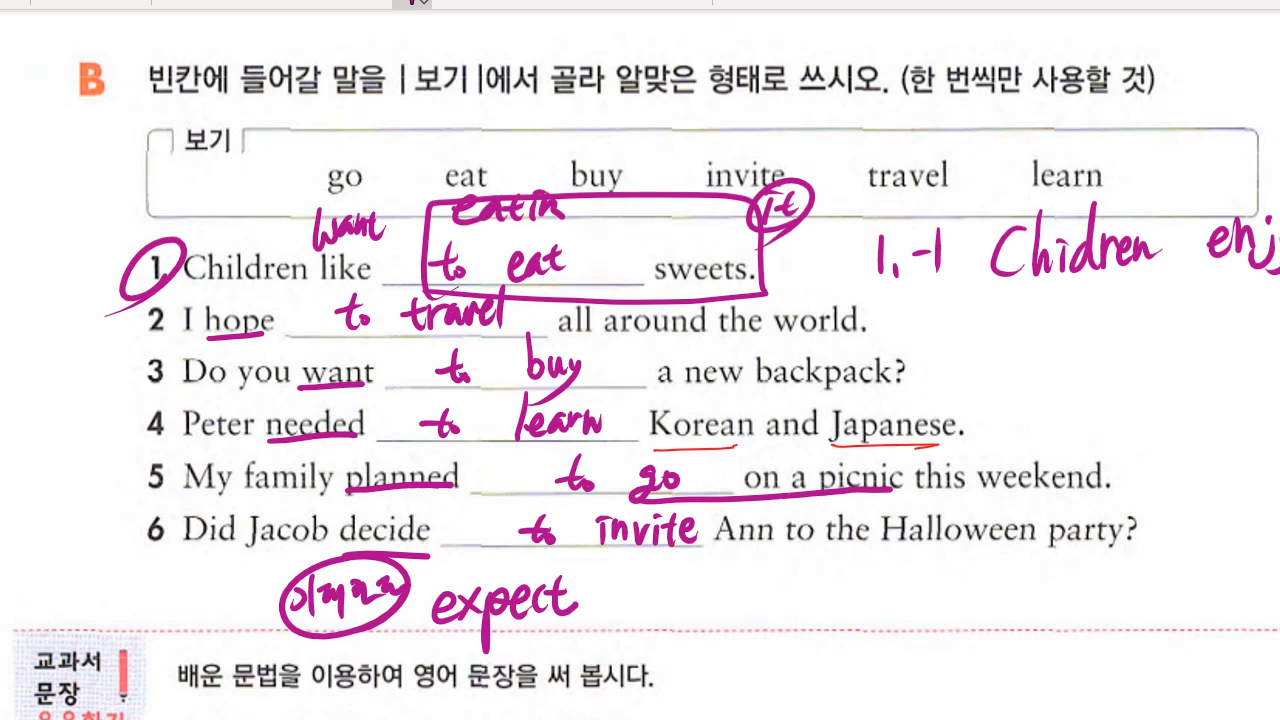 B 빈칸에 들어갈 말을 |보기|에서 골라 알맞은 형태로 쓰시오. (한 번씩만 사용할 것)
보기
go eat buy invite travel learn
want eatin it
1. Children like to eat sweets.
1,-1 Chidren enj
2 I hope to travel all around the world.
3 Do you want to buy a new backpack?
4 Peter needed to learn Korean and Japanese.
5 My family planned to go on a picnic this weekend.
6 Did Jacob decide to invite Ann to the Halloween party?
expect
교과서
문장
배운 문법을 이용하여 영어 문장을 써 봅시다.